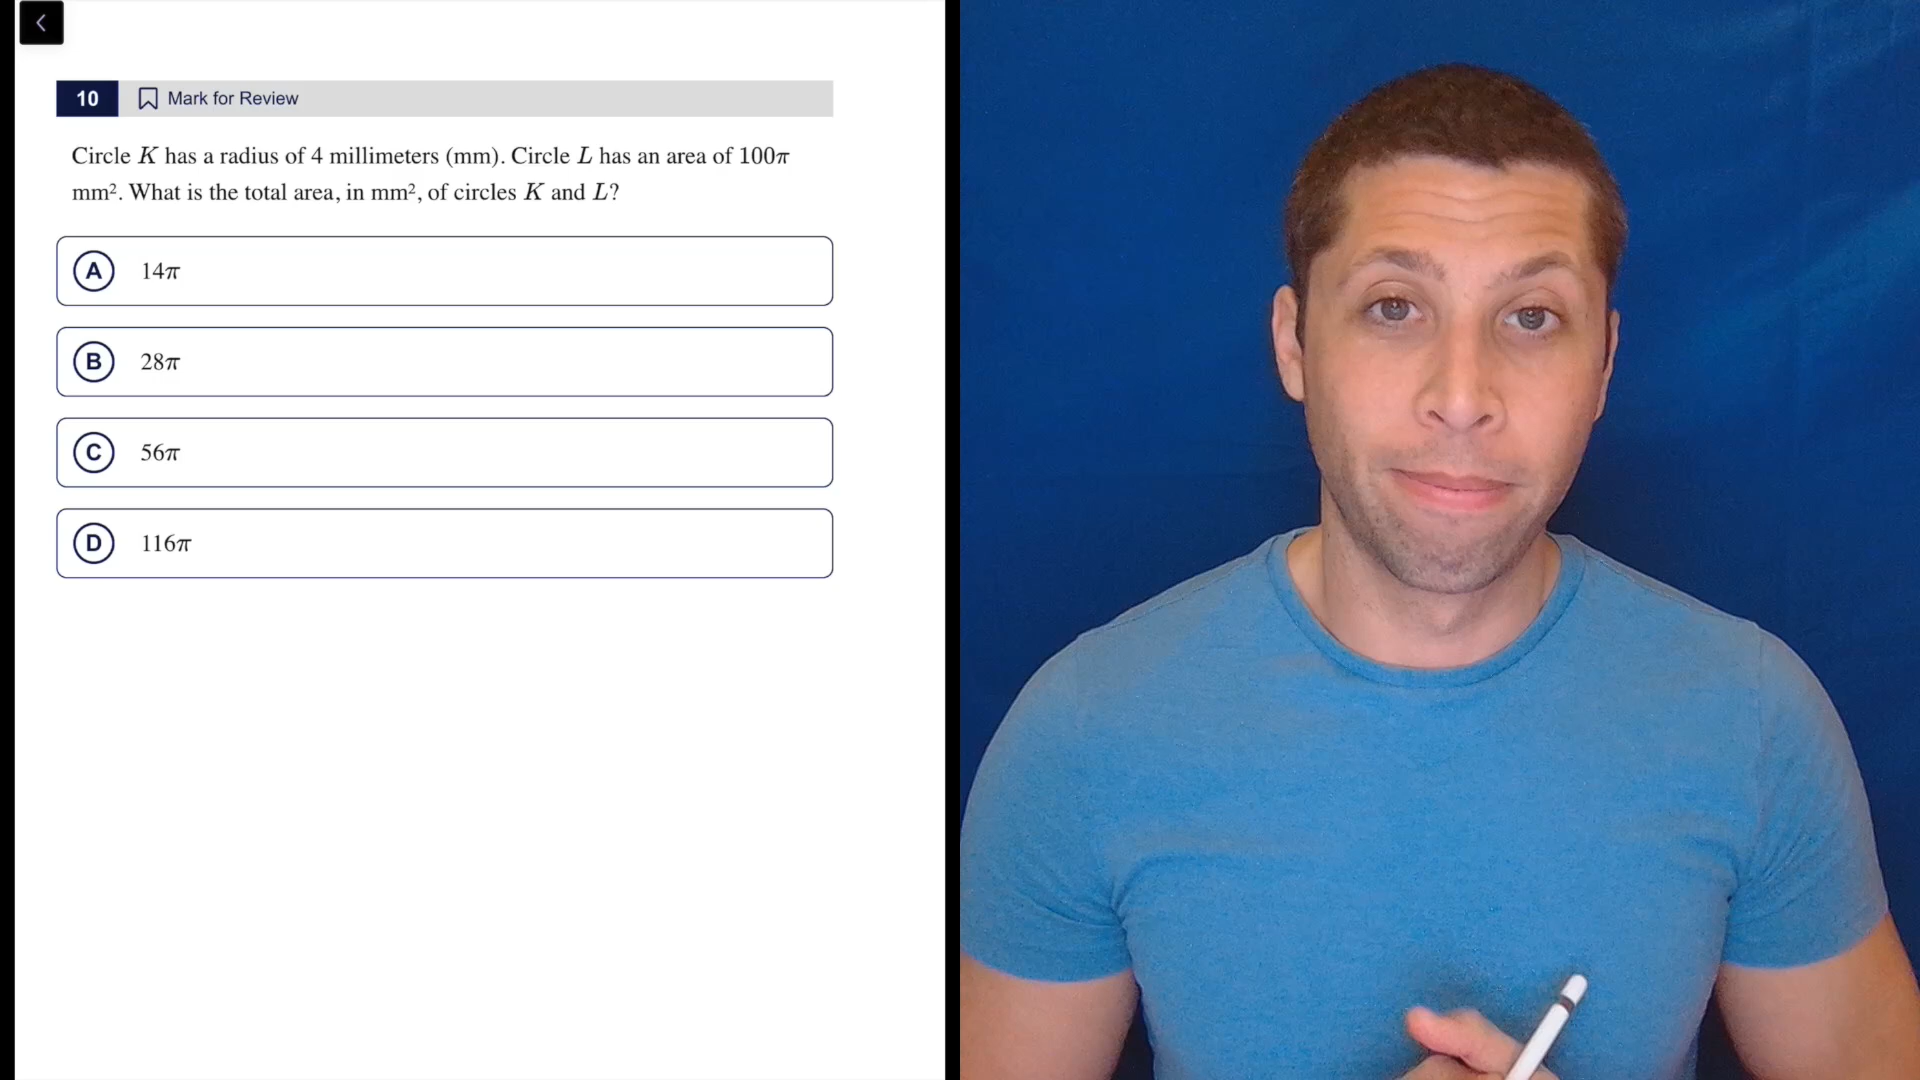 10 Mark for Review
Circle K has a radius of 4 millimeters (mm). Circle L has an area of 100π
mm². What is the total area, in mm², of circles K and L?
A 14π
B 28π
C 56π
D 116π